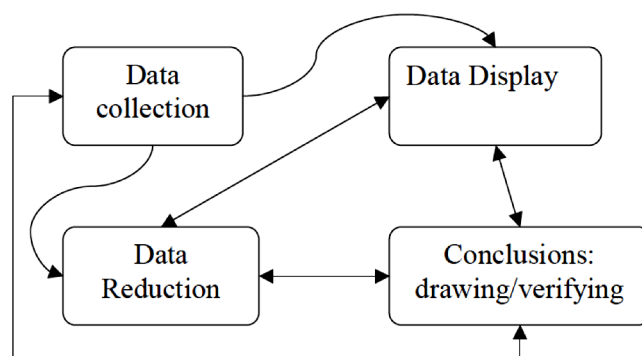 Data
collection
Data Display
Data
Reduction
Conclusions:
drawing/verifying